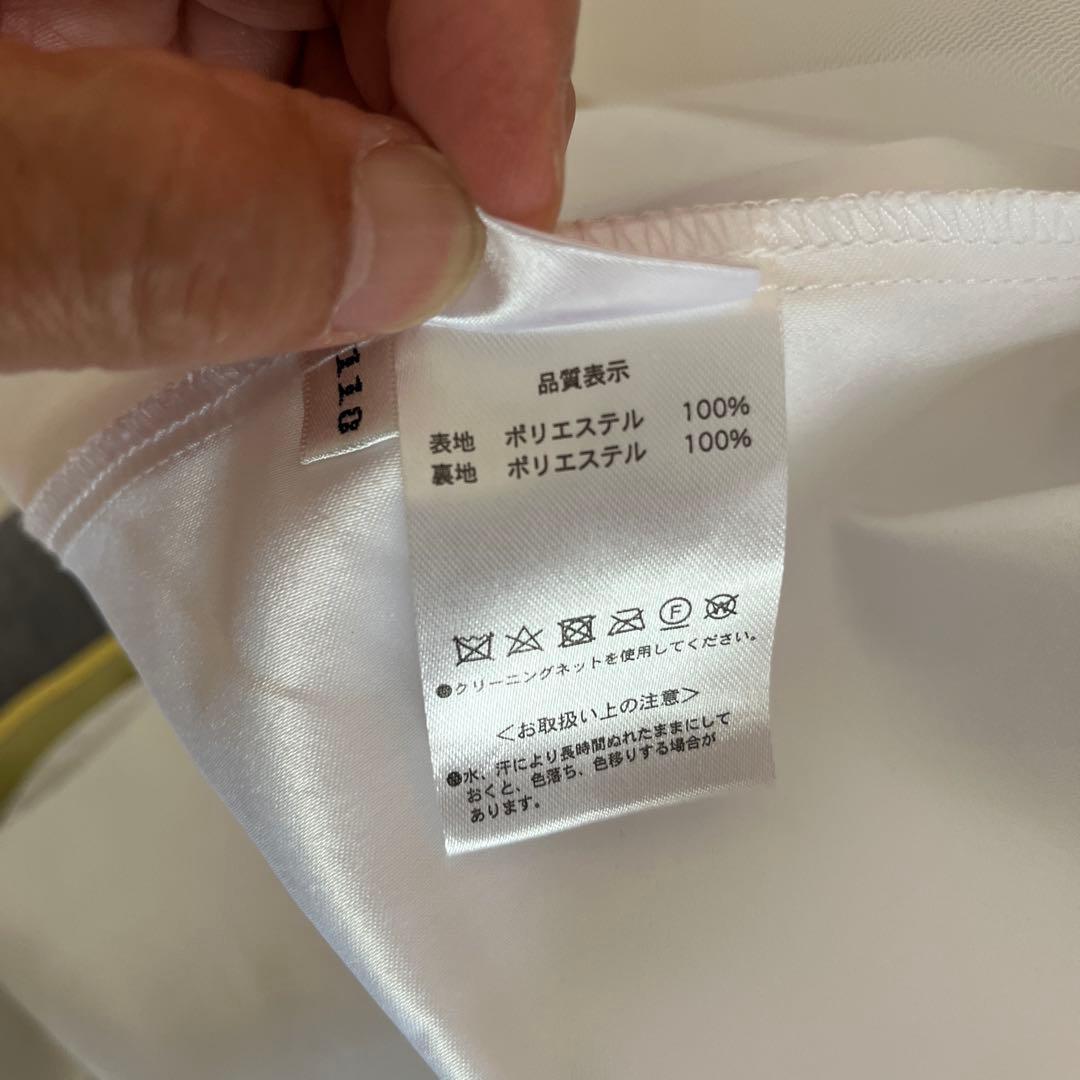 110
品質表示
表地 ポリエステル 100%
裏地 ポリエステル 100%
F W
●クリーニングネットを使用してください。
＜お取扱い上の注意＞
●水、汗により長時間ぬれたままにして
おくと、色落ち、色移りする場合が
あります。